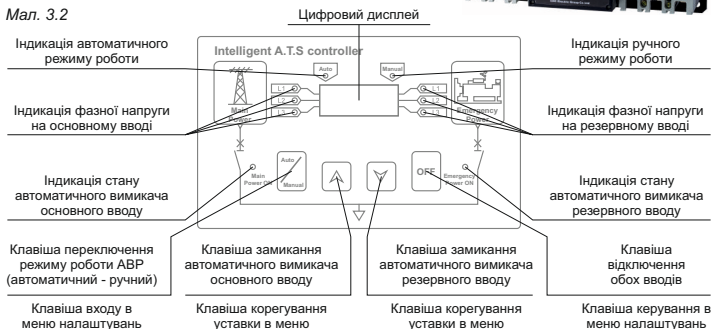 Мал. 3.2
Цифровий дисплей
Індикація автоматичного
режиму роботи
Intelligent A.T.S controller
Індикація ручного
режиму роботи
Auto
Manual
L1
L2
L3
L1
L2
L3
Main
Power
Emergency
Power
Індикація фазної напруги
на основному вводі
Індикація фазної напруги
на резервному вводі
Індикація стану
автоматичного вимикача
основного вводу
Main
Power ON
Auto
Manual
OFF
Emergency
Power ON
Індикація стану
автоматичного вимикача
резервного вводу
Клавіша переключення
режиму роботи АВР
(автоматичний - ручний)
Клавіша замикання
автоматичного вимикача
основного вводу
Клавіша замикання
автоматичного вимикача
резервного вводу
Клавіша
відключення
обох вводів
Клавіша входу в
меню налаштувань
Клавіша корегування
уставки в меню
Клавіша корегування
уставки в меню
Клавіша керування в
меню налаштувань